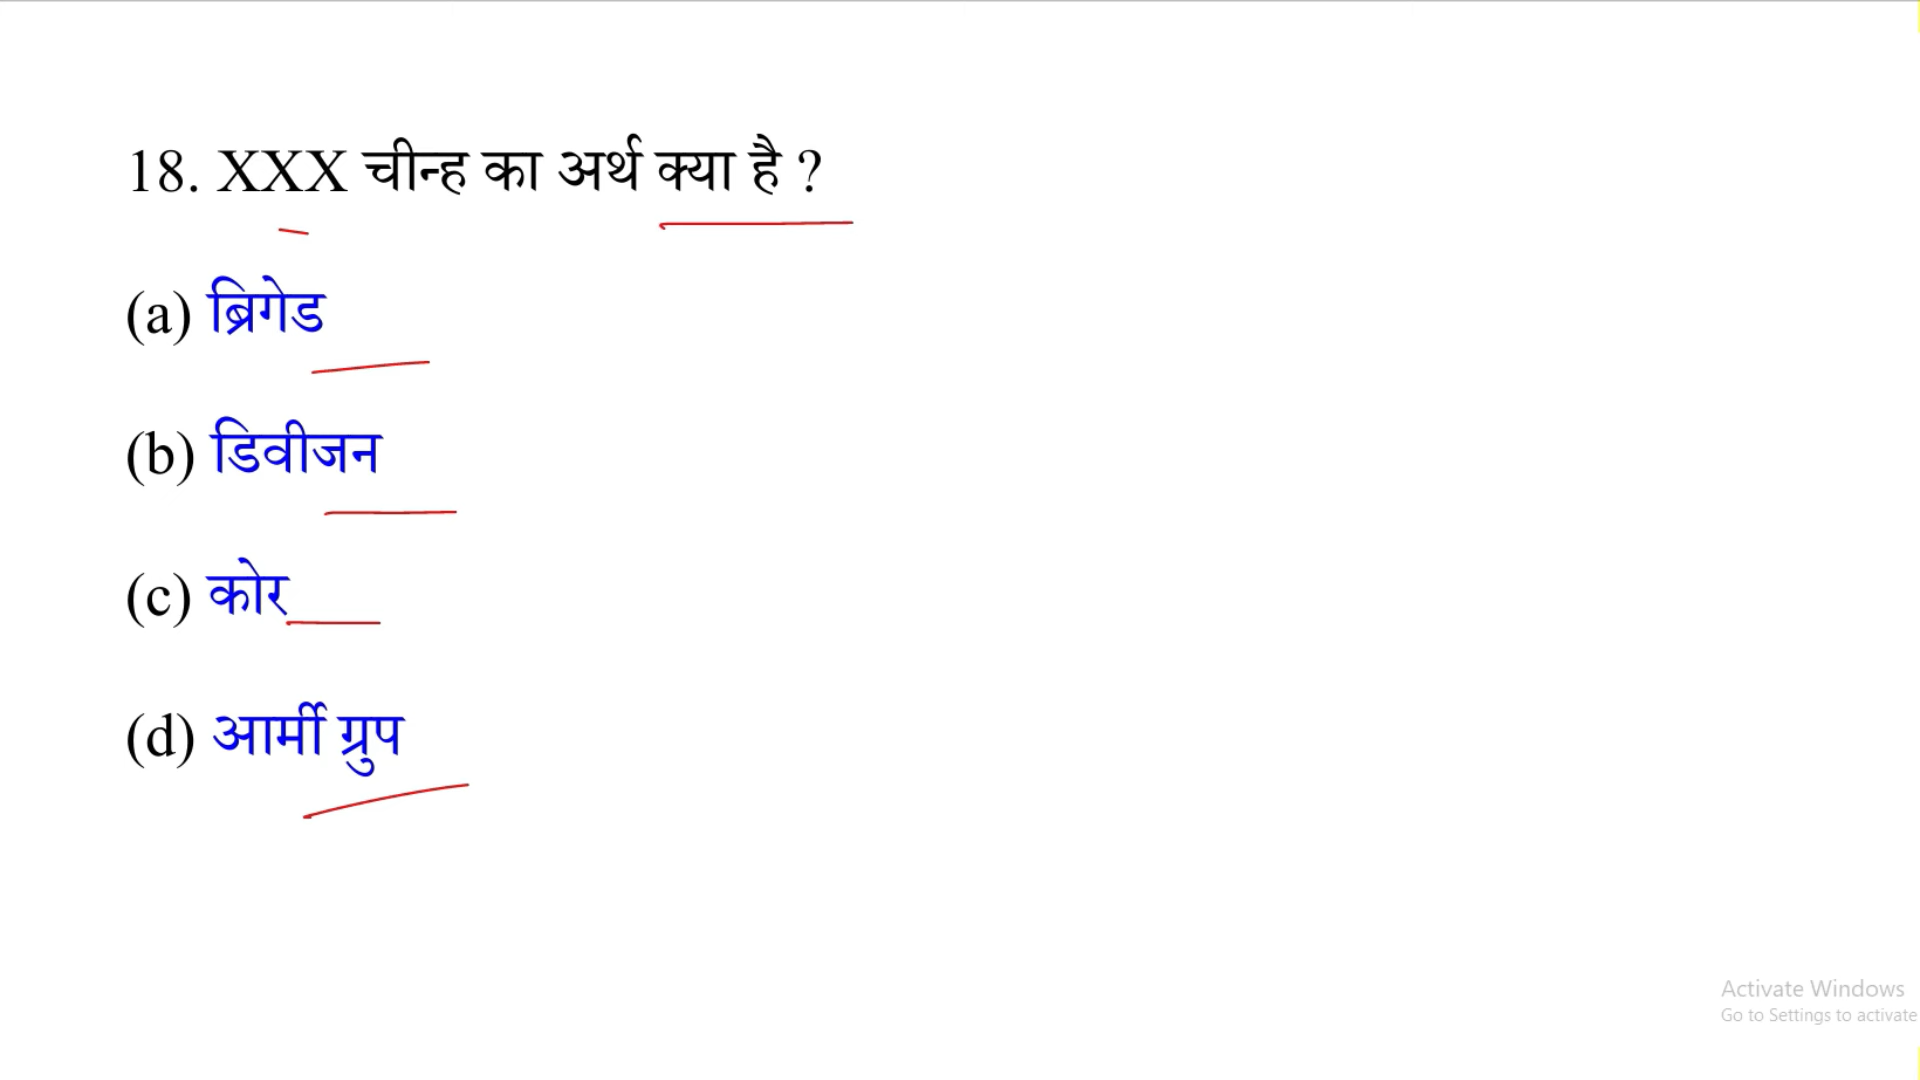 18. XXX चीन्ह का अर्थ क्या है ?
(a) ब्रिगेड
(b) डिवीजन
(c) कोर
(d) आर्मी ग्रुप
Activate Windows
Go to Settings to activate